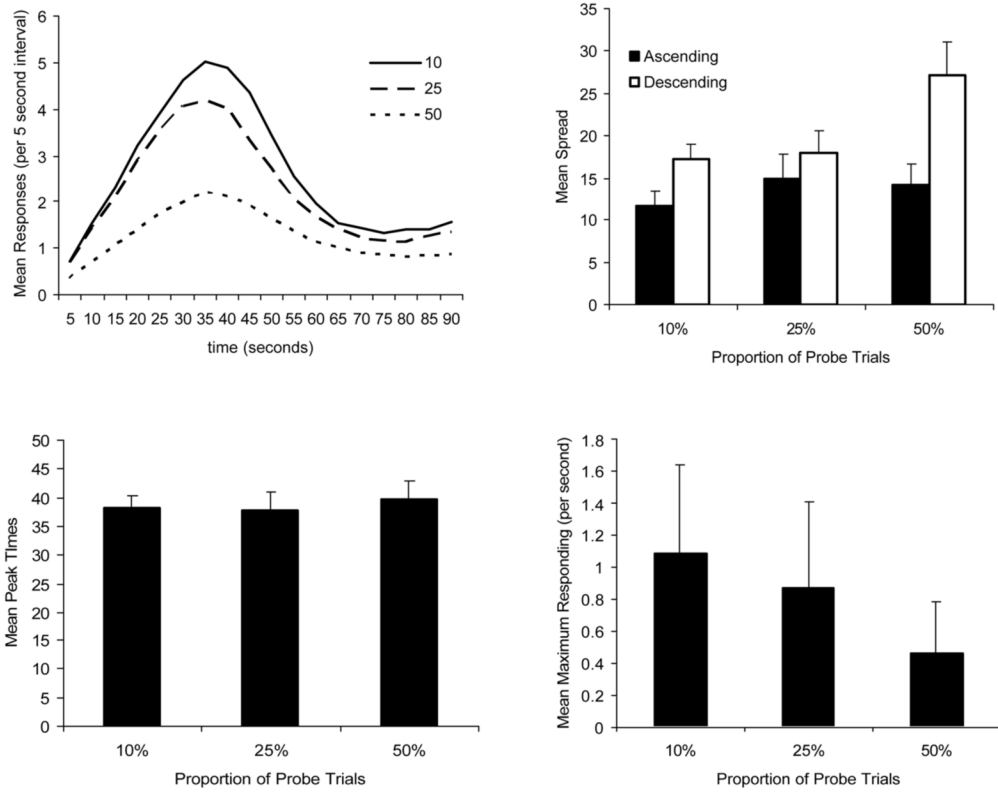 Mean Responses (per 5 second interval)
6
5
4
3
2
1
0
10
25
50
5 10 15 20 25 30 35 40 45 50 55 60 65 70 75 80 85 90
time (seconds)
Mean Spread
35
30
25
20
15
10
5
0
Ascending
Descending
10% 25% 50%
Proportion of Probe Trials
Mean Peak TImes
50
45
40
35
30
25
20
15
10
5
0
10% 25% 50%
Proportion of Probe Trials
Mean Maximum Responding (per second)
1.8
1.6
1.4
1.2
1
0.8
0.6
0.4
0.2
0
10% 25% 50%
Proportion of Probe Trials